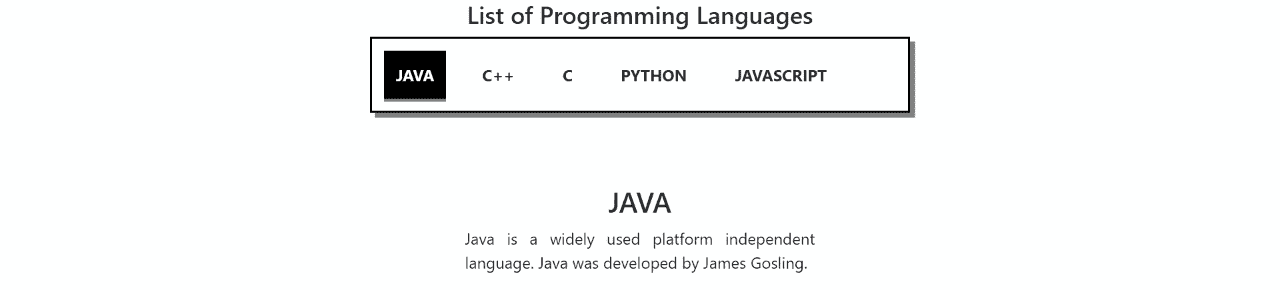 List of Programming Languages
JAVA C++ C PYTHON JAVASCRIPT
JAVA
Java is a widely used platform independent
language. Java was developed by James Gosling.